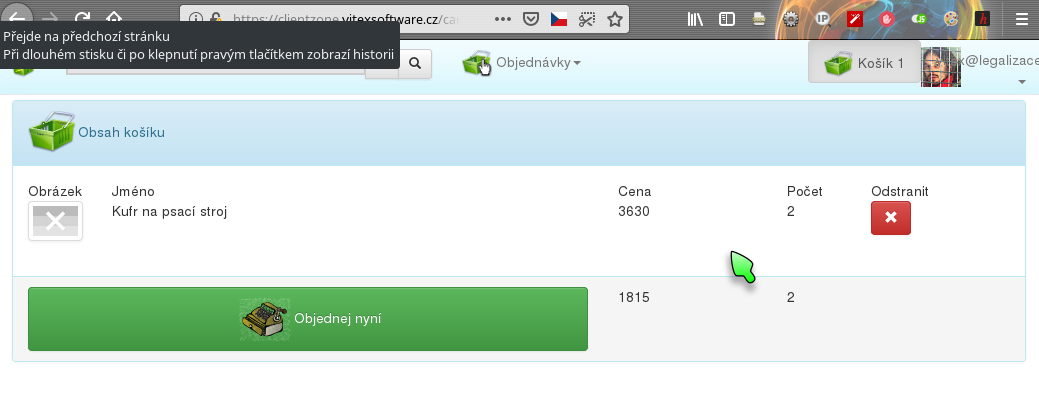 https://clientzone.vitexsoftware.cz/ca
Přejde na předchozí stránku
Při dlouhém stisku či po klepnutí pravým tlačítkem zobrazí historii
Objednávky
Košík 1
x@legalizace
Obsah košíku
Obrázek Jméno Cena Počet Odstranit
Kufr na psací stroj 3630 2
Objednej nyní 1815 2